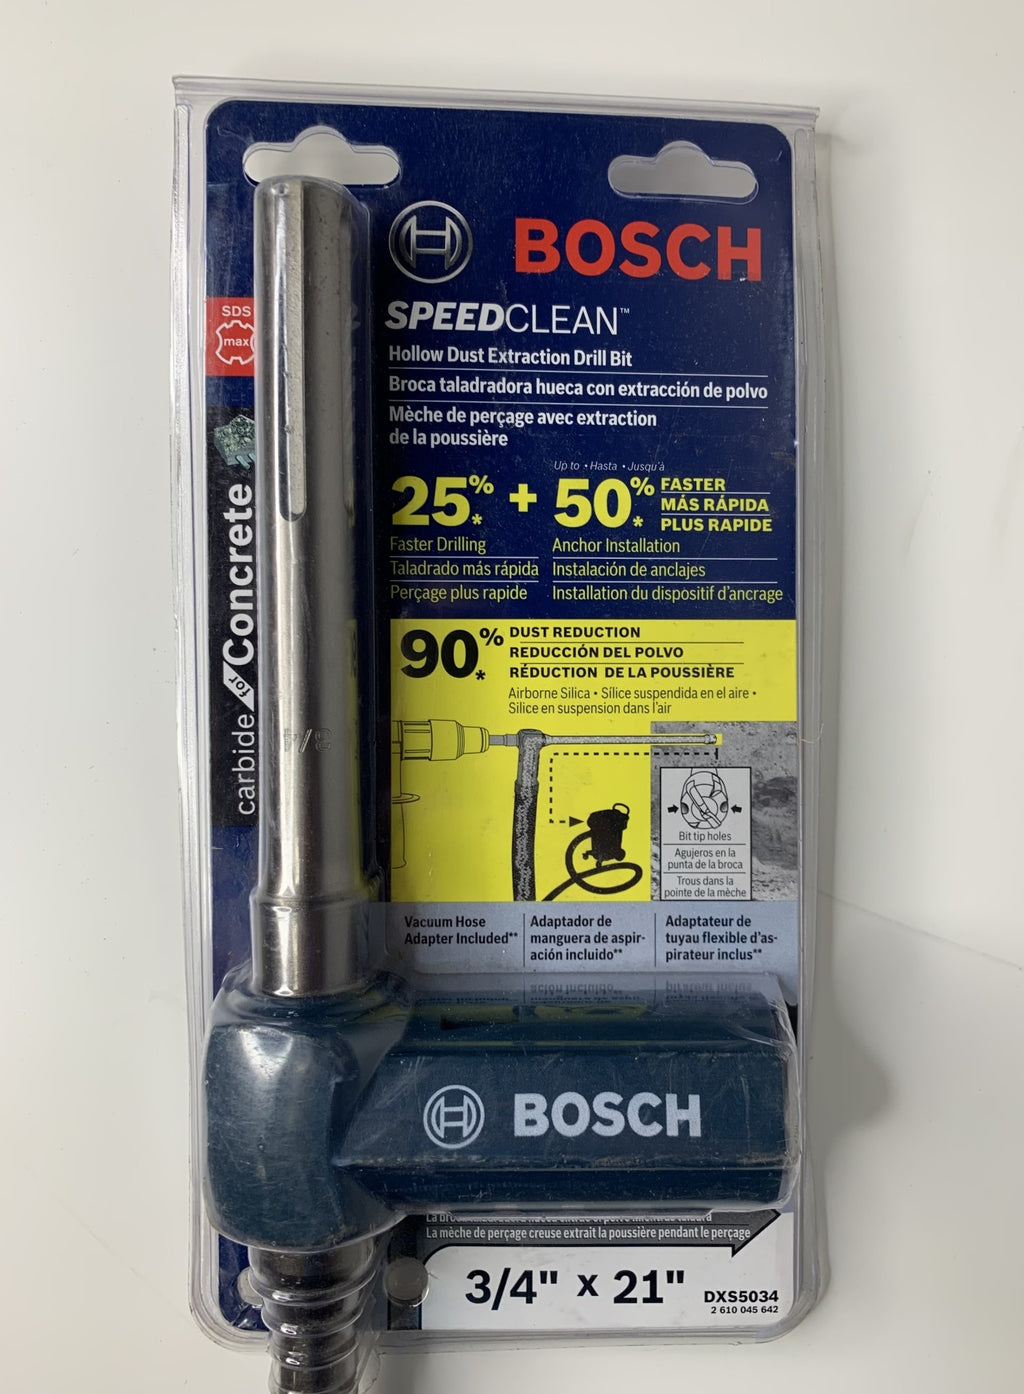 BOSCH
SDS
max
SPEEDCLEAN™
Hollow Dust Extraction Drill Bit
Broca taladradora hueca con extracción de polvo
Mèche de perçage avec extraction
de la poussière
carbide for Concrete
Up to • Hasta • Jusqu'à
25%* + 50%*
FASTER
MÁS RÁPIDA
PLUS RAPIDE
Faster Drilling
Taladrado más rápida
Perçage plus rapide
Anchor Installation
Instalación de anclajes
Installation du dispositif d'ancrage
90%*
DUST REDUCTION
REDUCCIÓN DEL POLVO
RÉDUCTION DE LA POUSSIÈRE
Airborne Silica • Sílice suspendida en el aire •
Silice en suspension dans l'air
3/4
Bit tip holes
Agujeros en la
punta de la broca
Trous dans la
pointe de la mèche
Vacuum Hose
Adapter Included**
Adaptador de
manguera de aspir-
ación incluido**
Adaptateur de
tuyau flexible d'as-
pirateur inclus**
BOSCH
La mèche de perçage creuse extrait la poussière pendant le perçage
3/4" x 21"
DXS5034
2 610 045 642